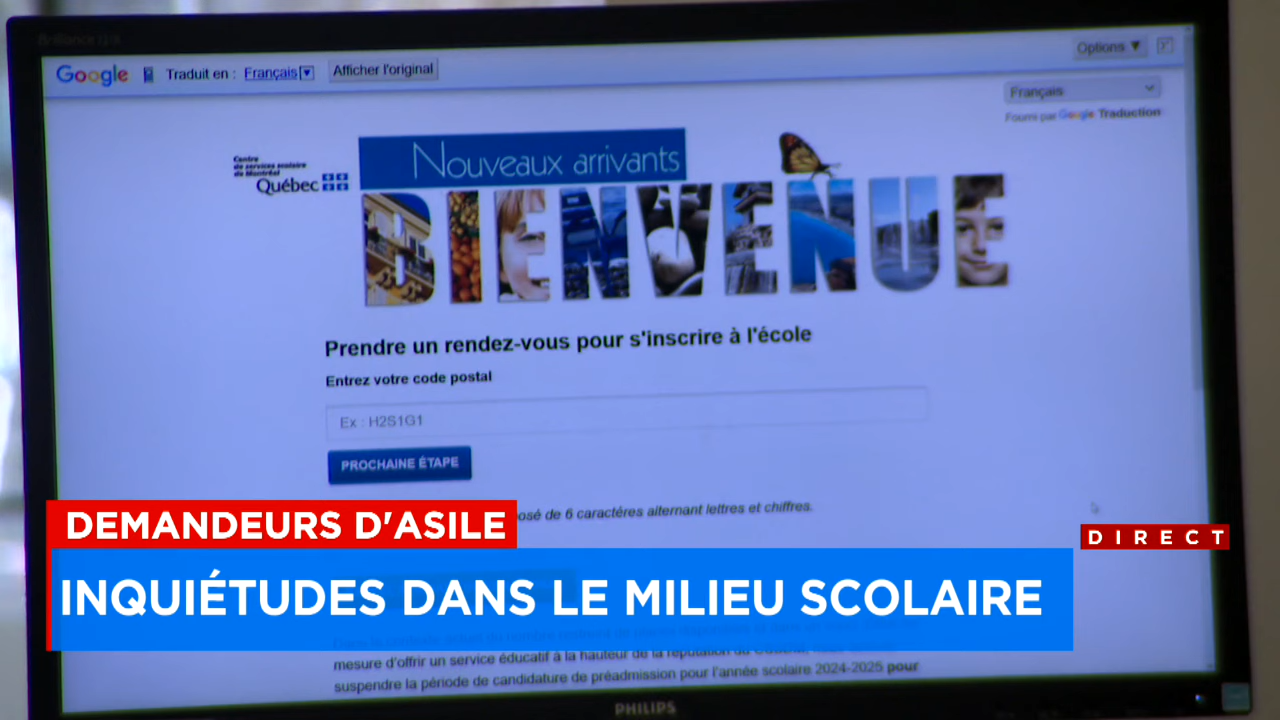 Google Traduit en : Français Afficher l'original
Options ▼
Français
Fourni par Google Traduction
Centre
de services scolaire
de Montréal
Québec
Nouveaux arrivants
BIENVENUE
Prendre un rendez-vous pour s'inscrire à l'école
Entrez votre code postal
Ex : H2S1G1
PROCHAINE ÉTAPE
osé de 6 caractéres alternant lettres et chiffres.
DEMANDEURS D'ASILE
DIRECT
INQUIÉTUDES DANS LE MILIEU SCOLAIRE
mesure d'offrir un service éducatif à la hauteur de la réputation du
suspendre la période de candidature de préadmission pour l'année scolaire 2024-2025 pour
PHILIPS